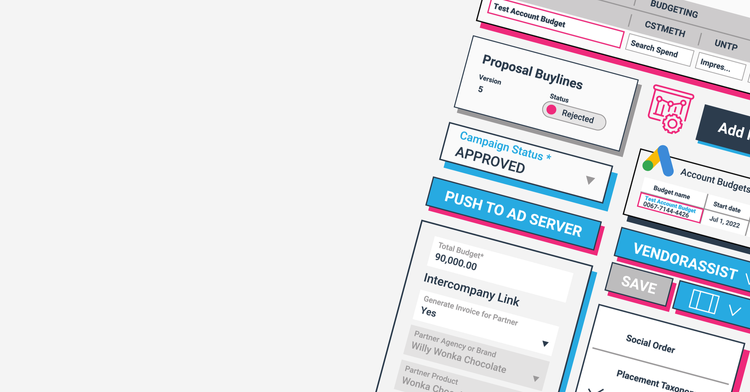 BUDGETING
Test Account Budget
CSTMETH
UNTP
Search Spend
Impres...
Proposal Buylines
Version
5
Status
Rejected
Add
Campaign Status *
APPROVED
Account Budgets
Budget name
Start date
Test Account Budget
0067-7144-4426
Jul 1, 2022
PUSH TO AD SERVER
VENDORASSIST
SAVE
Total Budget*
90,000.00
Intercompany Link
Generate Invoice for Partner
Yes
Partner Agency or Brand
Willy Wonka Chocolate
Partner Product
Wonka
Social Order
Placement